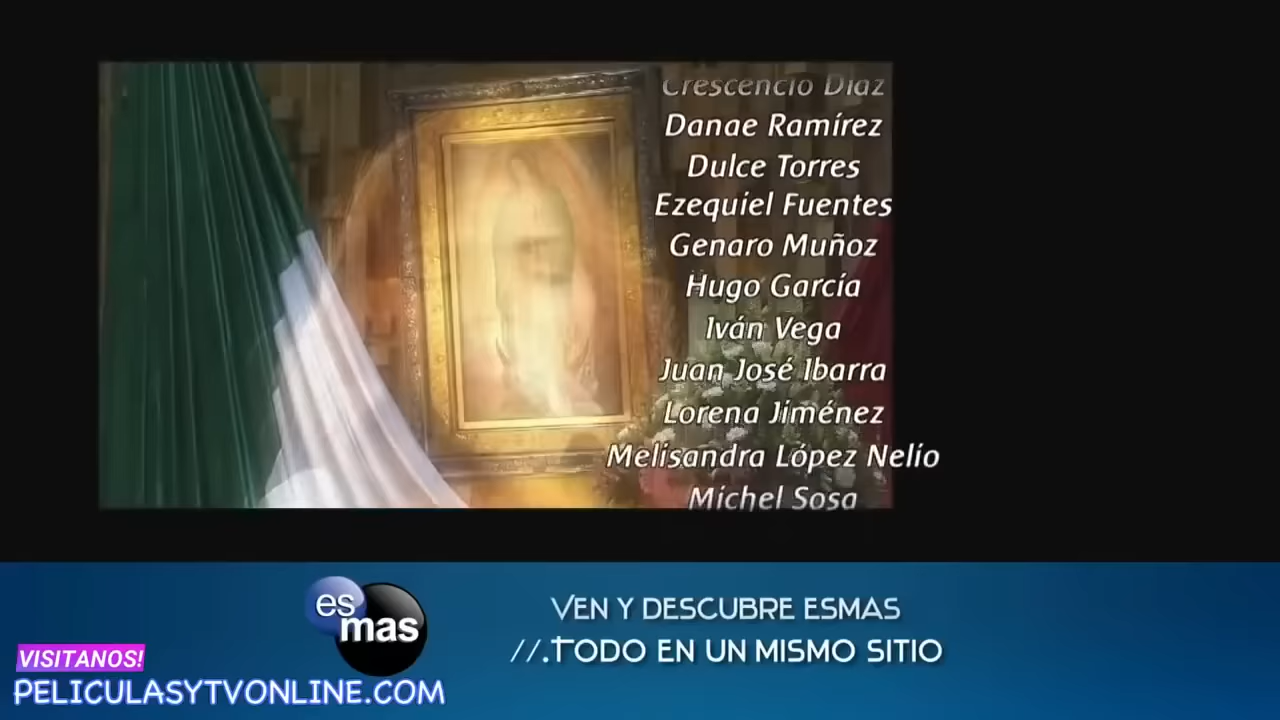 Crescencio Díaz
Danae Ramírez
Dulce Torres
Ezequiel Fuentes
Genaro Muñoz
Hugo García
Iván Vega
Juan José Ibarra
Lorena Jiménez
Melisandra López Nelío
Michel Sosa
es
mas
VEN Y DESCUBRE ESMAS
//.TODO EN UN MISMO SITIO
VISITANOS!
PELICULASYTVONLINE.COM